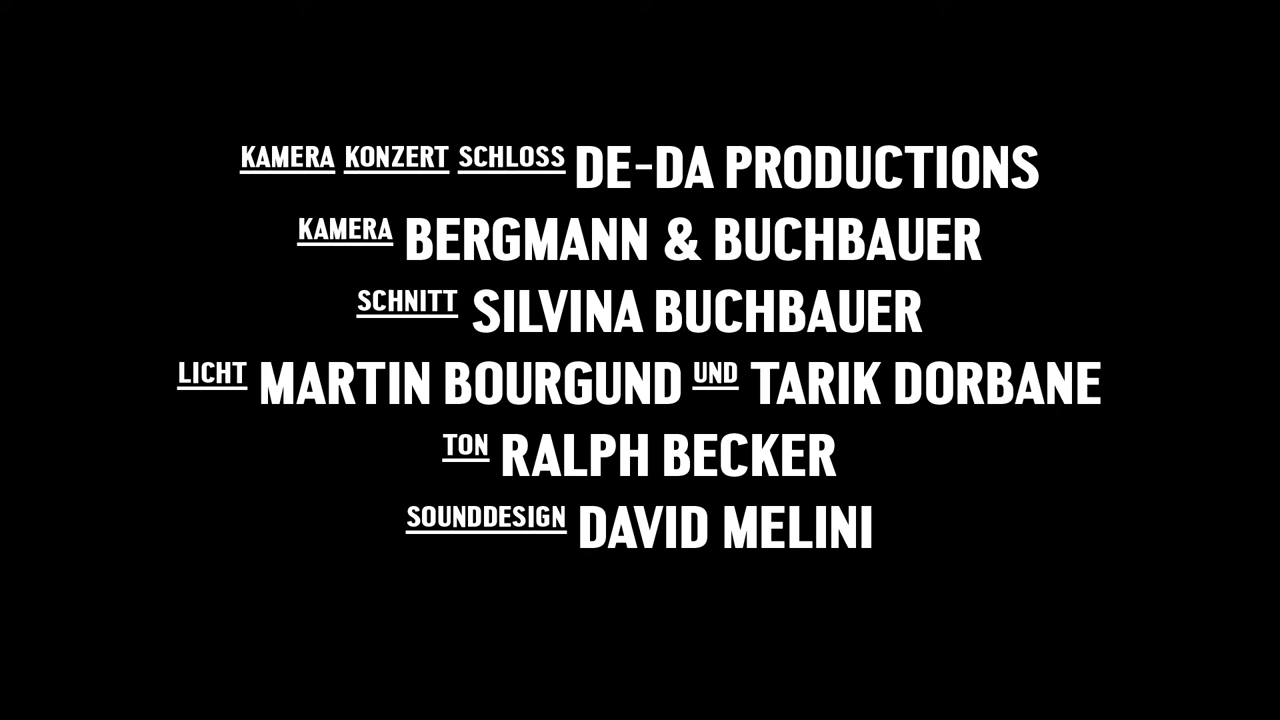 KAMERA KONZERT SCHLOSS DE-DA PRODUCTIONS
KAMERA BERGMANN & BUCHBAUER
SCHNITT SILVINA BUCHBAUER
LICHT MARTIN BOURGUND UND TARIK DORBANE
TON RALPH BECKER
SOUNDDESIGN DAVID MELINI